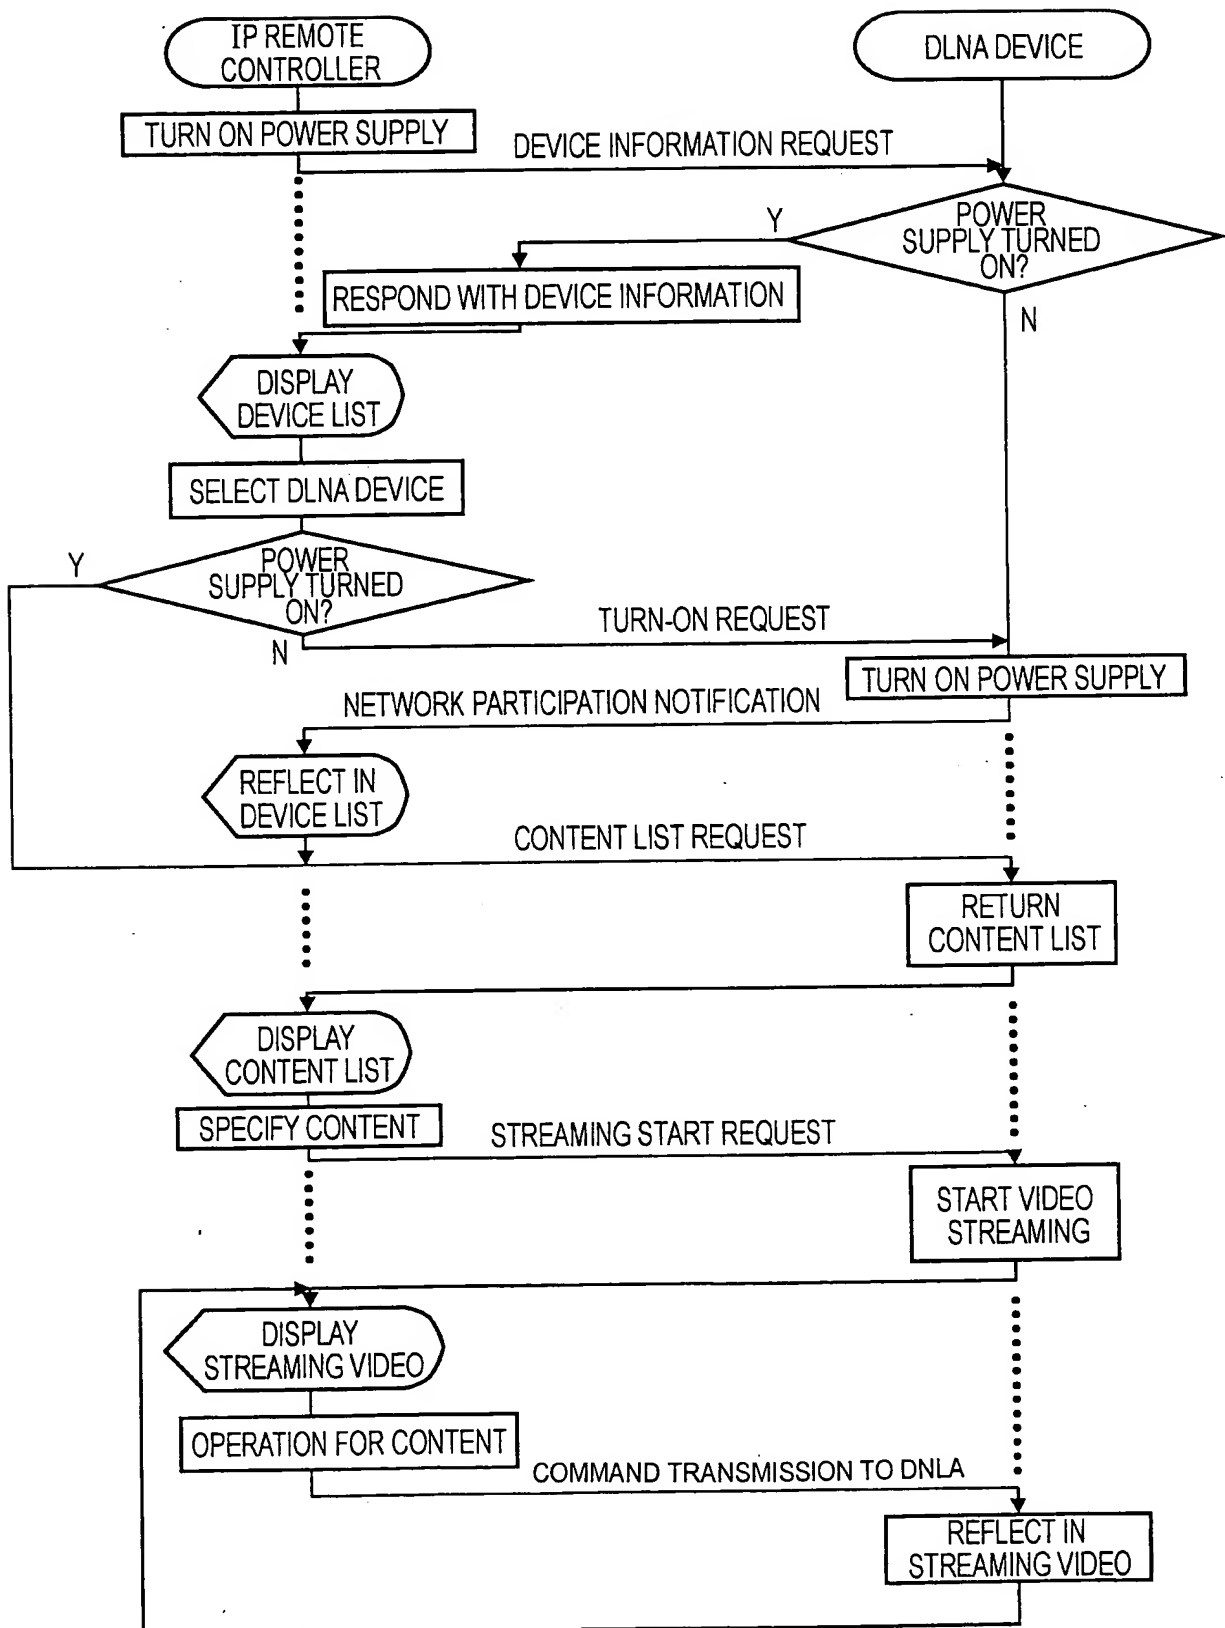 IP REMOTE
CONTROLLER
DLNA DEVICE
TURN ON POWER SUPPLY
DEVICE INFORMATION REQUEST
Y
POWER
SUPPLY TURNED
ON?
RESPOND WITH DEVICE INFORMATION
N
DISPLAY
DEVICE LIST
SELECT DLNA DEVICE
Y
POWER
SUPPLY TURNED
ON?
TURN-ON REQUEST
N
TURN ON POWER SUPPLY
NETWORK PARTICIPATION NOTIFICATION
REFLECT IN
DEVICE LIST
CONTENT LIST REQUEST
RETURN
CONTENT LIST
DISPLAY
CONTENT LIST
SPECIFY CONTENT
STREAMING START REQUEST
START VIDEO
STREAMING
DISPLAY
STREAMING VIDEO
OPERATION FOR CONTENT
COMMAND TRANSMISSION TO DNLA
REFLECT IN
STREAMING VIDEO